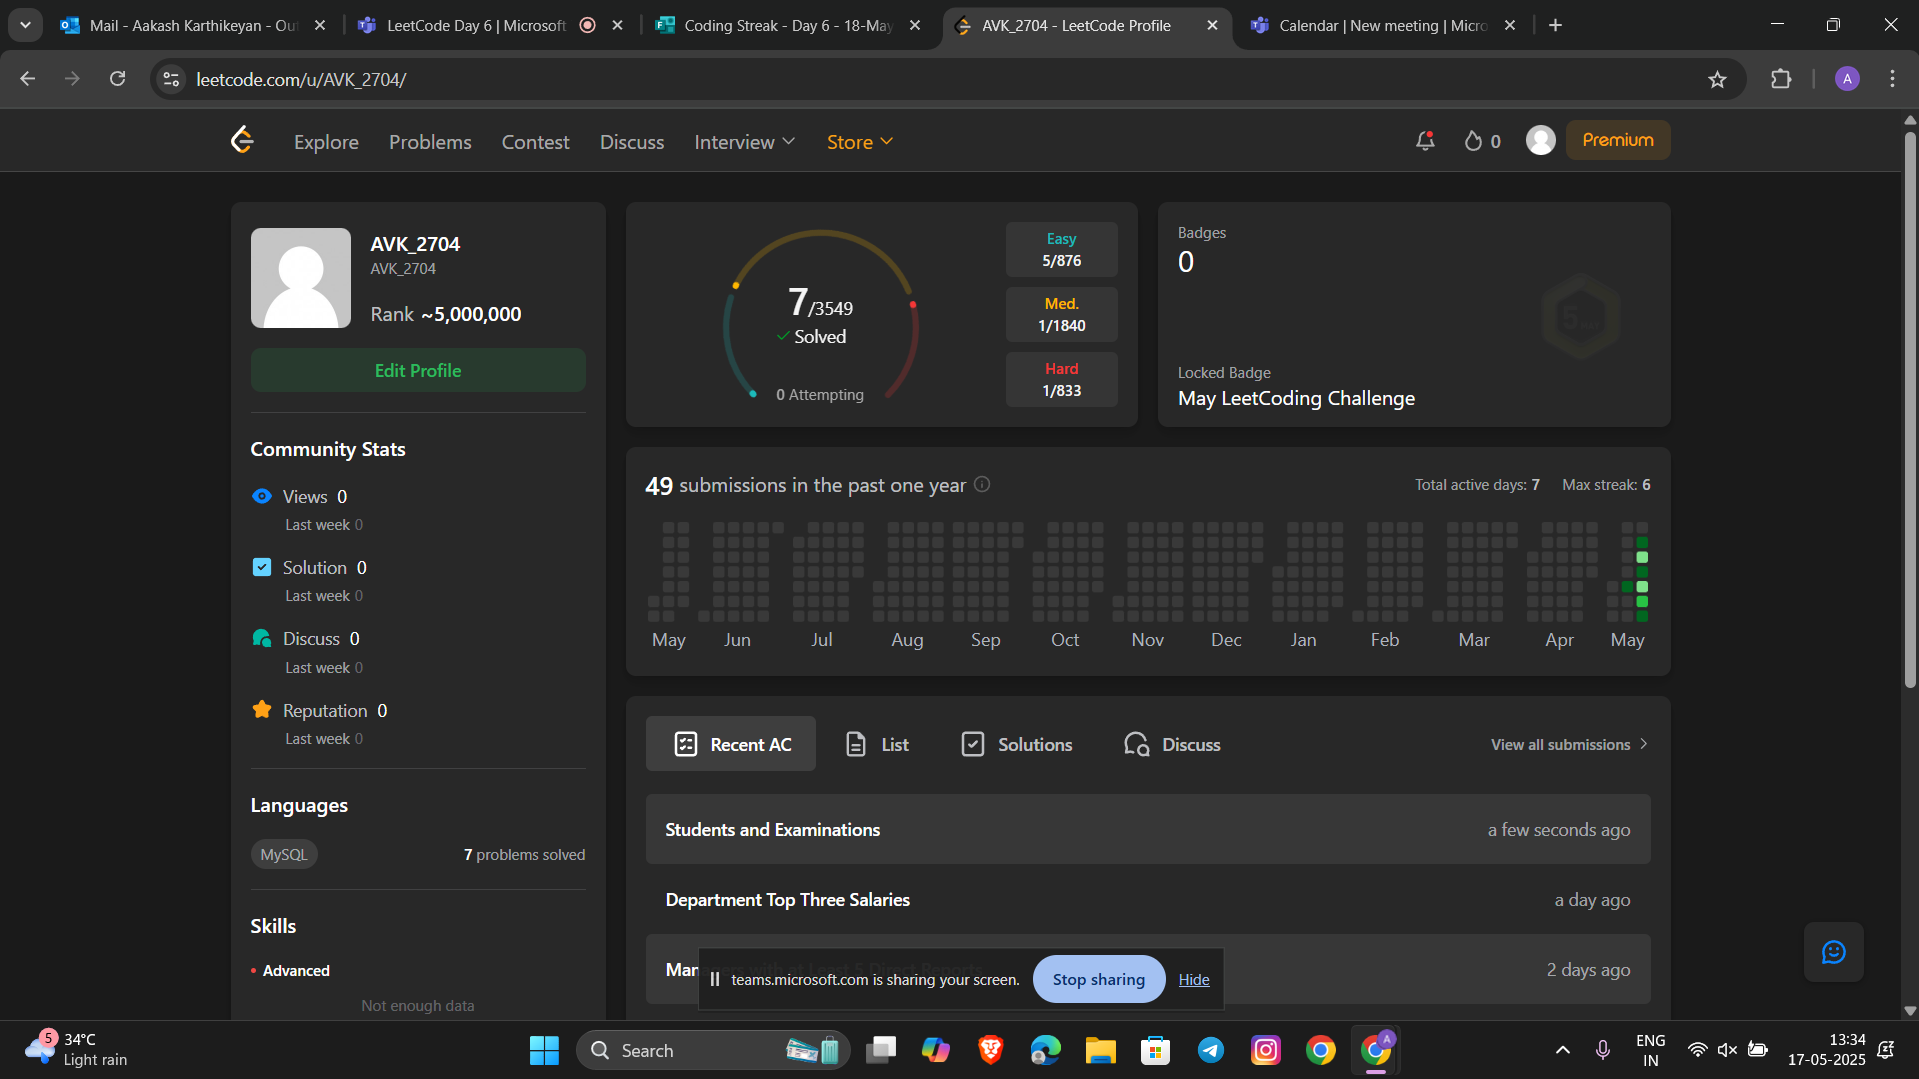 Mail - Aakash Karthikeyan - Out
LeetCode Day 6 | Microsoft
Coding Streak - Day 6 - 18-May
AVK_2704 - LeetCode Profile
Calendar | New meeting | Micro
leetcode.com/u/AVK_2704/
A
Explore
Problems
Contest
Discuss
Interview
Store
0
Premium
AVK_2704
AVK_2704
Rank ~5,000,000
Edit Profile
Community Stats
Views 0
Last week 0
Solution 0
Last week 0
Discuss 0
Last week 0
Reputation 0
Last week 0
Languages
MySQL
7 problems solved
Skills
Advanced
Not enough data
7/3549
Solved
0 Attempting
Easy
5/876
Med.
1/1840
Hard
1/833
Badges
0
Locked Badge
May LeetCoding Challenge
49 submissions in the past one year
Total active days: 7
Max streak: 6
May Jun Jul Aug Sep Oct Nov Dec Jan Feb Mar Apr May
Recent AC
List
Solutions
Discuss
View all submissions
Students and Examinations
a few seconds ago
Department Top Three Salaries
a day ago
Managers with at Least 5 Direct Reports
2 days ago
teams.microsoft.com is sharing your screen.
Stop sharing
Hide
5
34°C
Light rain
Search
A
ENG
IN
13:34
17-05-2025